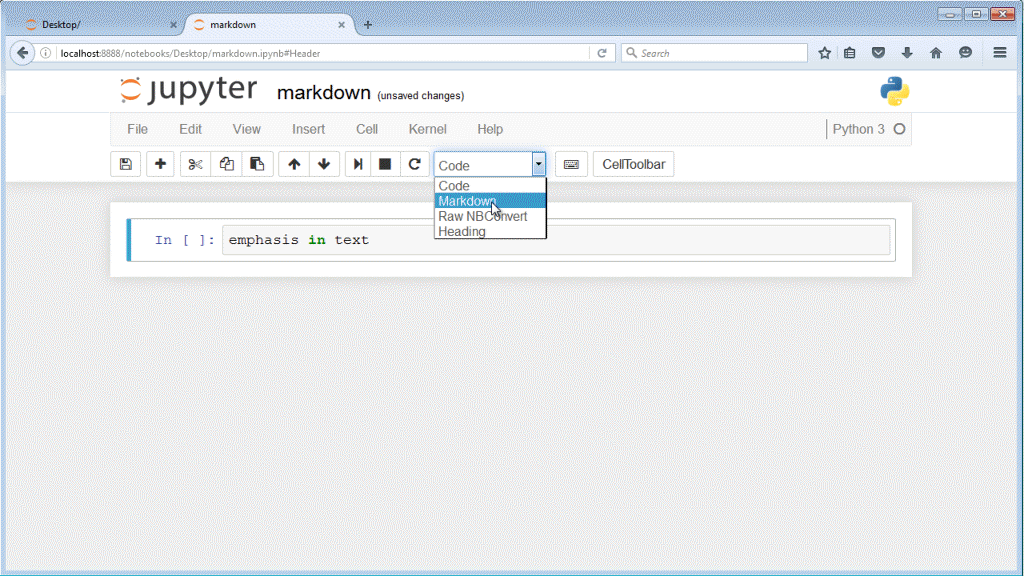 Desktop/
markdown
localhost:8888/notebooks/Desktop/markdown.ipynb#Header
Search
jupyter markdown (unsaved changes)
File Edit View Insert Cell Kernel Help Python 3
Code CellToolbar
Code
Markdown
Raw NBConvert
Heading
In [ ]: emphasis in text